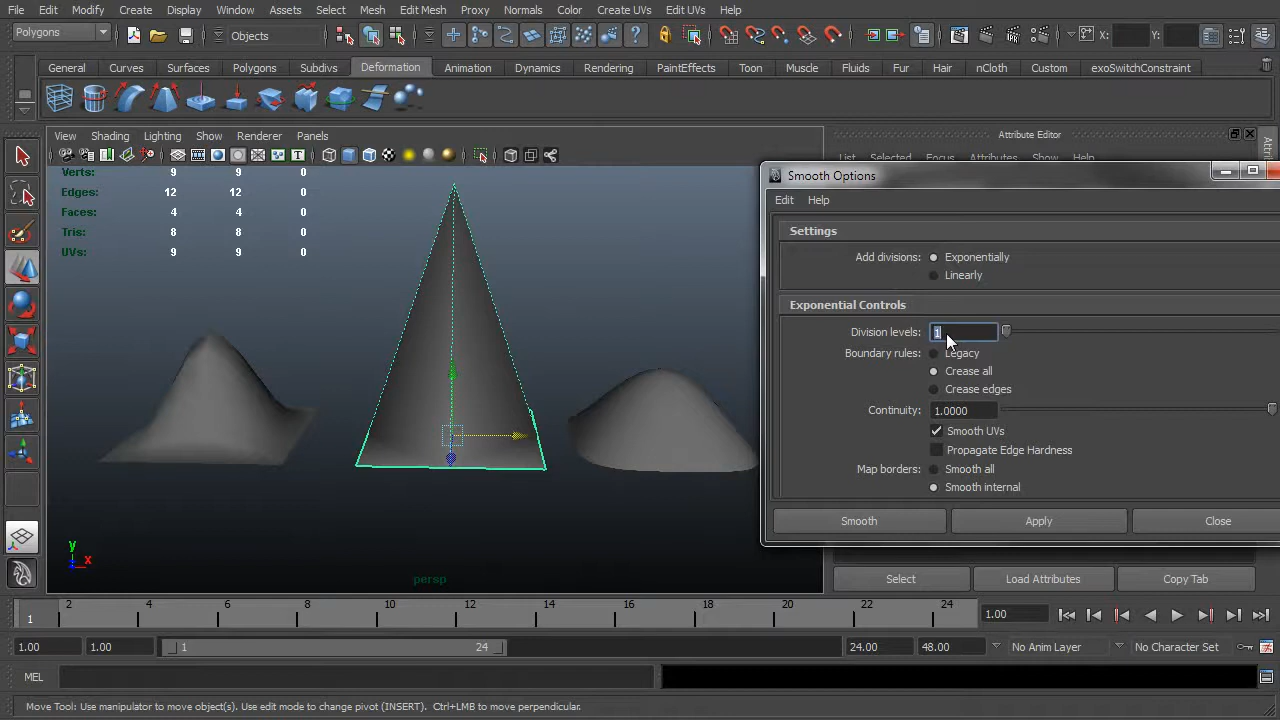 File Edit Modify Create Display Window Assets Select Mesh Edit Mesh Proxy Normals Color Create UVs Edit UVs Help
Polygons Objects X: Y:
General Curves Surfaces Polygons Subdivs Deformation Animation Dynamics Rendering PaintEffects Toon Muscle Fluids Fur Hair nCloth Custom exoSwitchConstraint
View Shading Lighting Show Renderer Panels
Attribute Editor
List Selected Focus Attributes Show Help
Verts: 9 9 0
Edges: 12 12 0
Faces: 4 4 0
Tris: 8 8 0
UVs: 9 9 0
Smooth Options
Edit Help
Settings
Add divisions: Exponentially
Linearly
Exponential Controls
Division levels: 1
Boundary rules: Legacy
Crease all
Crease edges
Continuity: 1.0000
Smooth UVs
Propagate Edge Hardness
Map borders: Smooth all
Smooth internal
Smooth Apply Close
y
z x
persp
Select Load Attributes Copy Tab
1 2 4 6 8 10 12 14 16 18 20 22 24 1.00
1.00 1.00 1 24 24.00 48.00 No Anim Layer No Character Set
MEL
Move Tool: Use manipulator to move object(s). Use edit mode to change pivot (INSERT). Ctrl+LMB to move perpendicular.